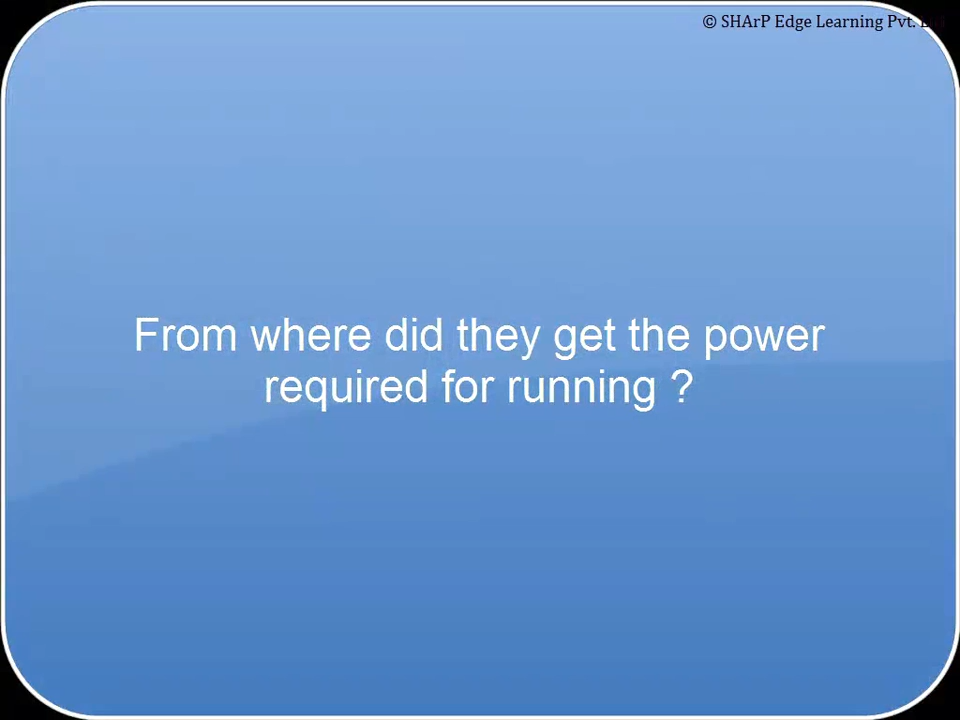 © SHArP Edge Learning Pvt.
From where did they get the power
required for running ?